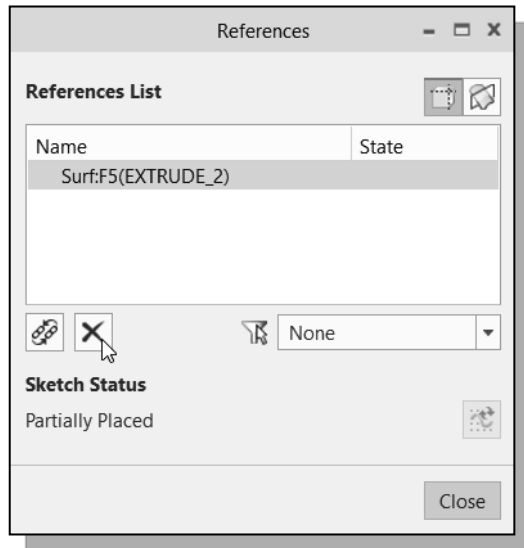 References
References List
Name State
Surf:F5(EXTRUDE_2)
None
Sketch Status
Partially Placed
Close